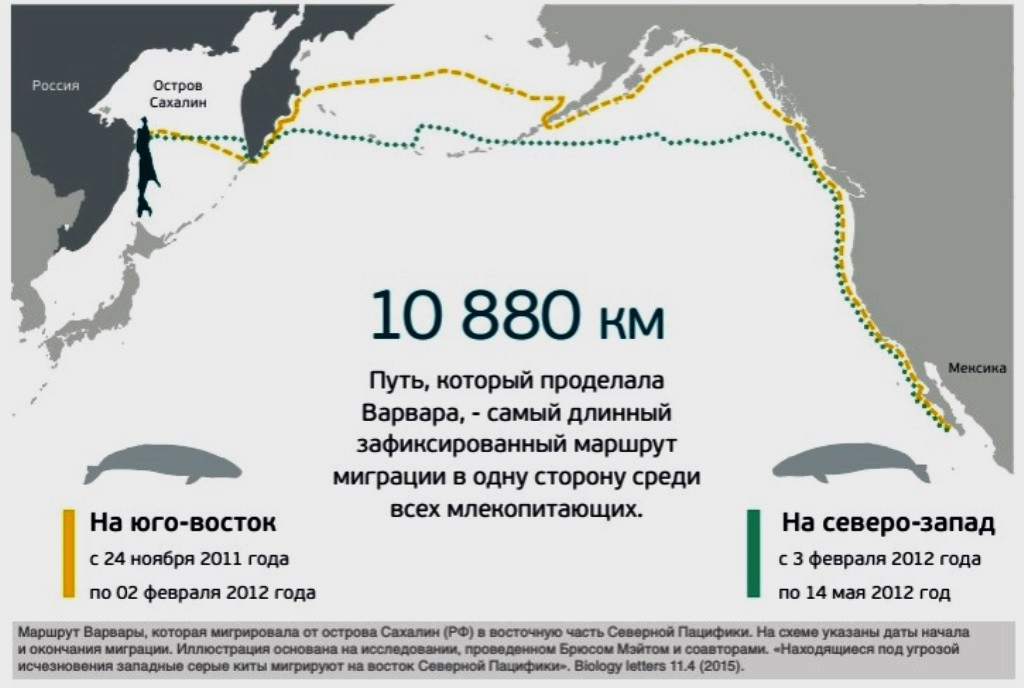 Россия
Остров
Сахалин
10 880 км
Мексика
Путь, который проделала
Варвара, - самый длинный
зафиксированный маршрут
миграции в одну сторону среди
всех млекопитающих.
На юго-восток
с 24 ноября 2011 года
по 02 февраля 2012 года
На северо-запад
с 3 февраля 2012 года
по 14 мая 2012 год
Маршрут Варвары, которая мигрировала от острова Сахалин (РФ) в восточную часть Северной Пацифики. На схеме указаны даты начала
и окончания миграции. Иллюстрация основана на исследовании, проведенном Брюсом Мэйтом и соавторами. «Находящиеся под угрозой
исчезновения западные серые киты мигрируют на восток Северной Пацифики». Biology letters 11.4 (2015).